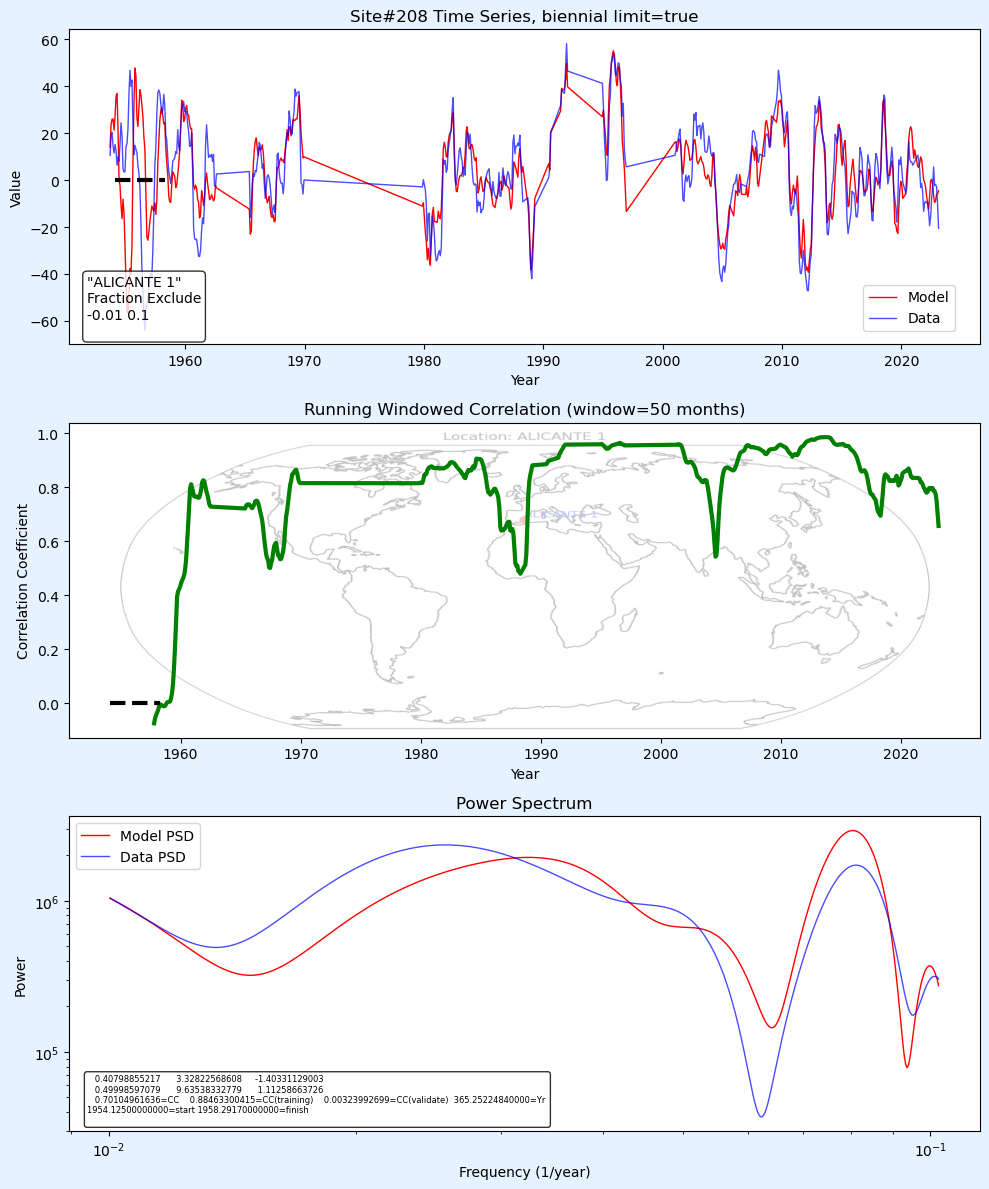 Site#208 Time Series, biennial limit=true
60
40
20
0
−20
−40
−60
Value
"ALICANTE 1"
Fraction Exclude
-0.01 0.1
Model
Data
1960 1970 1980 1990 2000 2010 2020
Year
Running Windowed Correlation (window=50 months)
Location: ALICANTE 1
1.0
0.8
0.6
0.4
0.2
0.0
Correlation Coefficient
ALICANTE 1
1960 1970 1980 1990 2000 2010 2020
Year
Power Spectrum
Model PSD
Data PSD
10^6
10^5
Power
0.40798855217 3.32822568608 -1.40331129003
0.49998597079 9.63538332779 1.11258663726
0.70104961636=CC 0.88463300415=CC(training) 0.00323992699=CC(validate) 365.25224840000=Yr
1954.12500000000=start 1958.29170000000=finish
10^−2 10^−1
Frequency (1/year)